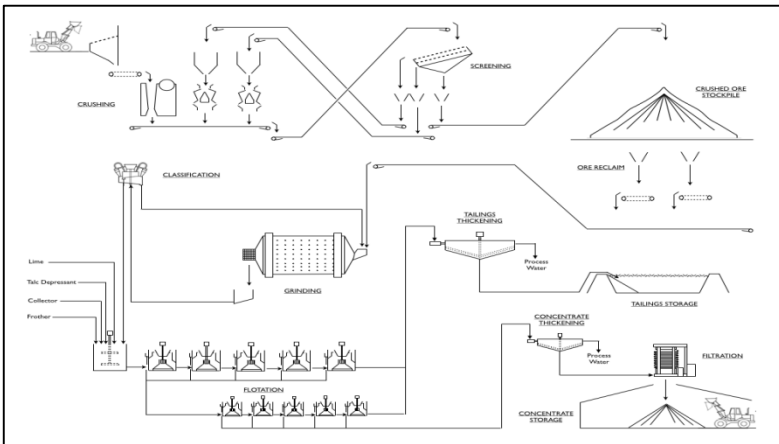 SCREENING
CRUSHING
CRUSHED ORE
STOCKPILE
CLASSIFICATION
ORE RECLAIM
TAILINGS
THICKENING
Process
Water
Lime
Talc Depressant
Collector
Frother
GRINDING
TAILINGS STORAGE
CONCENTRATE
THICKENING
Process
Water
FILTRATION
FLOTATION
CONCENTRATE
STORAGE